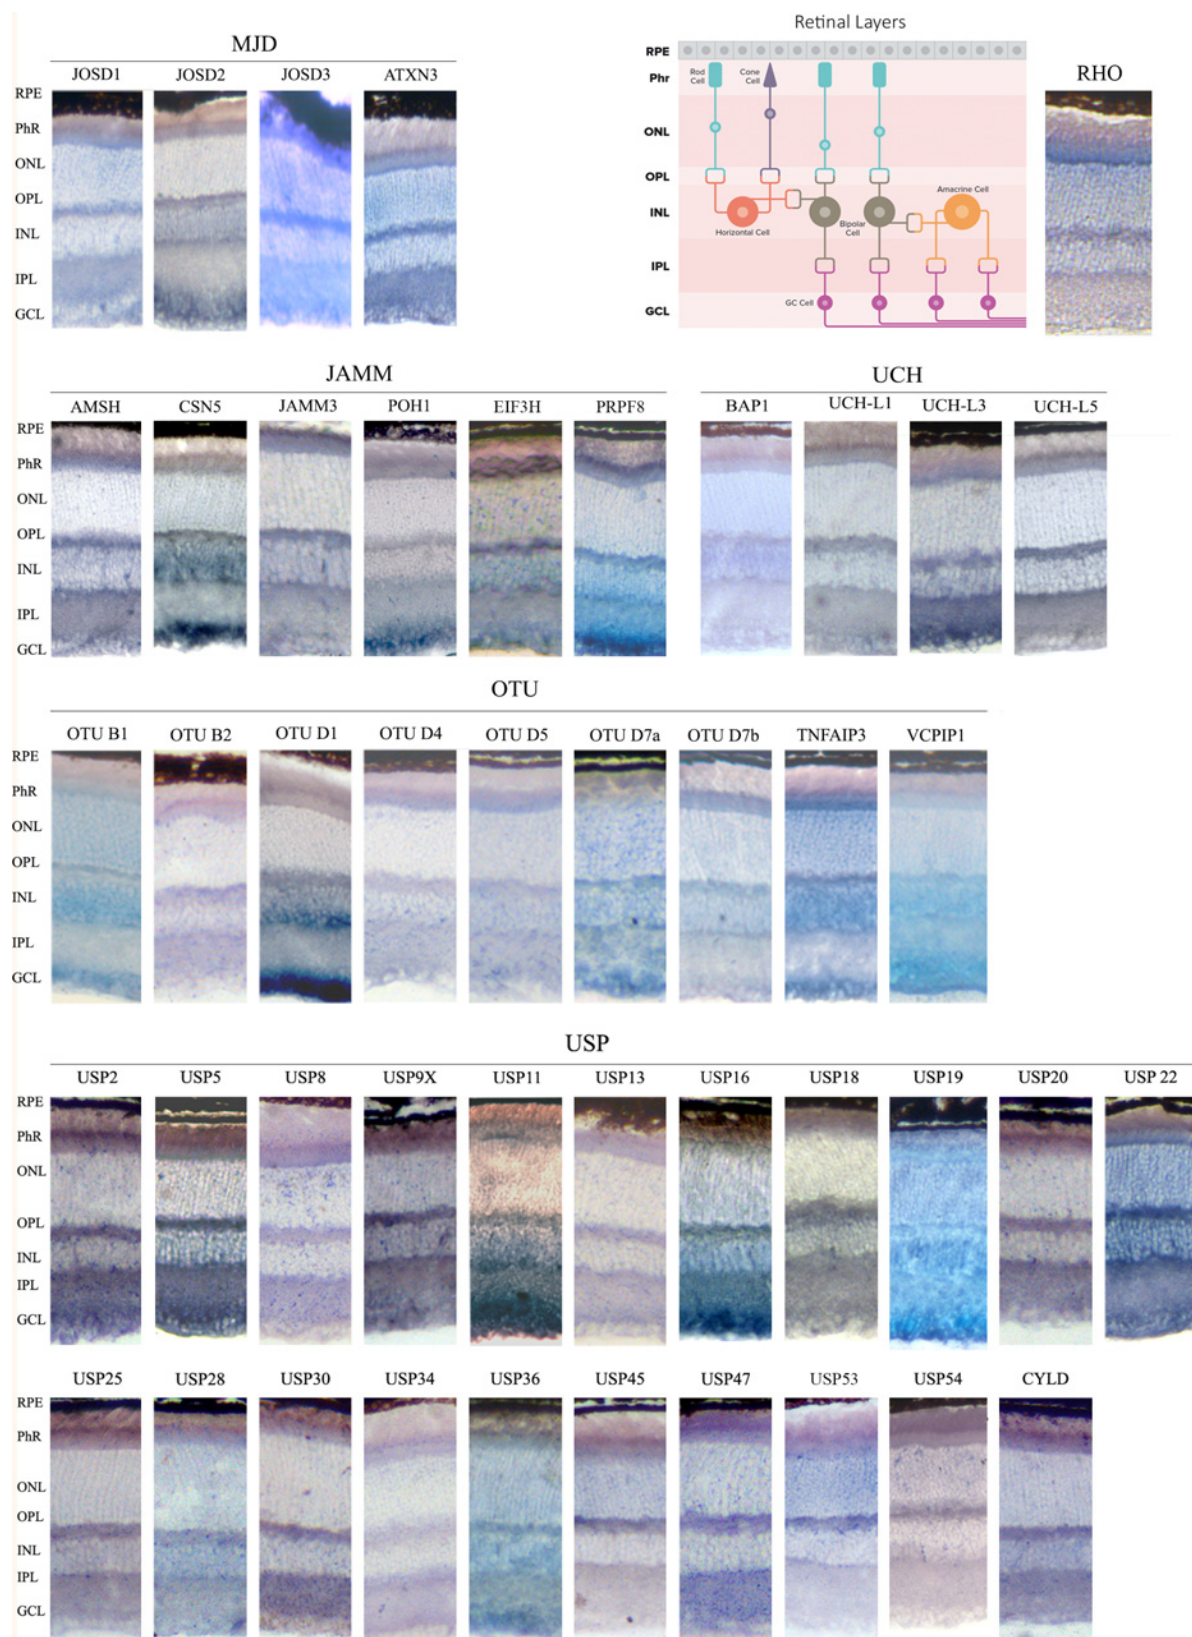 MJD
JOSD1 JOSD2 JOSD3 ATXN3
RPE
PhR
ONL
OPL
INL
IPL
GCL
Retinal Layers
RPE
Phr
ONL
OPL
INL
IPL
GCL
Rod
Cell
Cone
Cell
Amacrine Cell
Horizontal Cell
Bipolar
Cell
GC Cell
RHO
JAMM
AMSH CSN5 JAMM3 POH1 EIF3H PRPF8
RPE
PhR
ONL
OPL
INL
IPL
GCL
UCH
BAP1 UCH-L1 UCH-L3 UCH-L5
OTU
OTU B1 OTU B2 OTU D1 OTU D4 OTU D5 OTU D7a OTU D7b TNFAIP3 VCPIP1
RPE
PhR
ONL
OPL
INL
IPL
GCL
USP
USP2 USP5 USP8 USP9X USP11 USP13 USP16 USP18 USP19 USP20 USP 22
RPE
PhR
ONL
OPL
INL
IPL
GCL
USP25 USP28 USP30 USP34 USP36 USP45 USP47 USP53 USP54 CYLD
RPE
PhR
ONL
OPL
INL
IPL
GCL